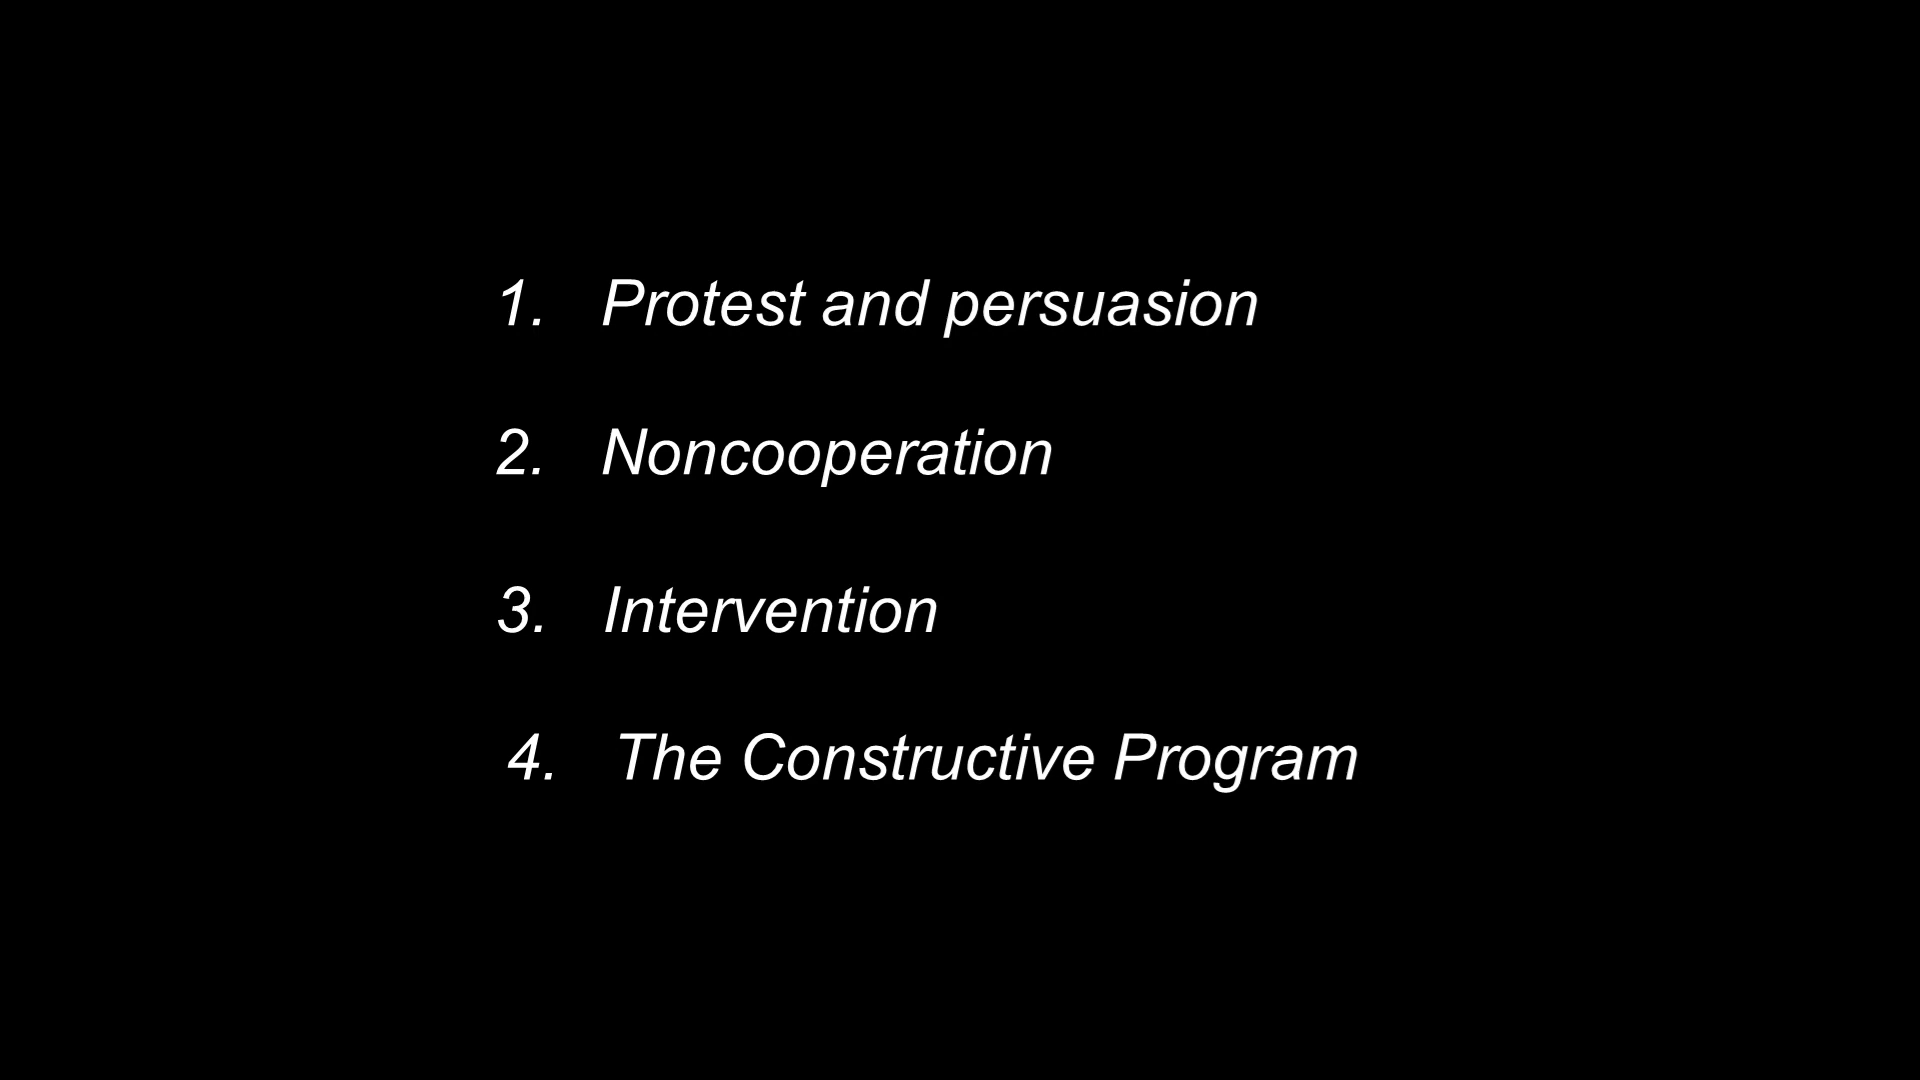 1. Protest and persuasion
2. Noncooperation
3. Intervention
4. The Constructive Program